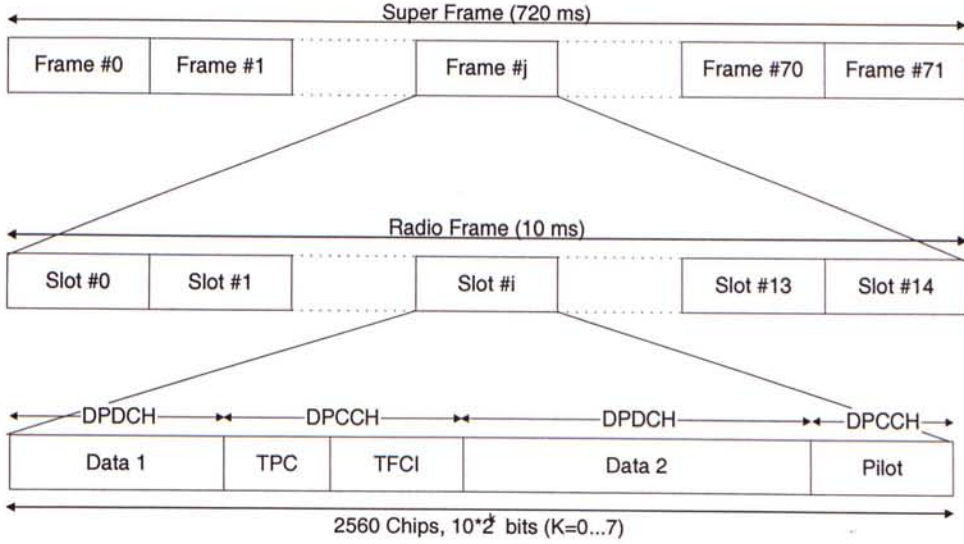 Super Frame (720 ms)
Frame #0 Frame #1 Frame #j Frame #70 Frame #71
Radio Frame (10 ms)
Slot #0 Slot #1 Slot #i Slot #13 Slot #14
DPDCH DPCCH DPDCH DPCCH
Data 1 TPC TFCI Data 2 Pilot
2560 Chips, 10*2^k bits (K=0...7)